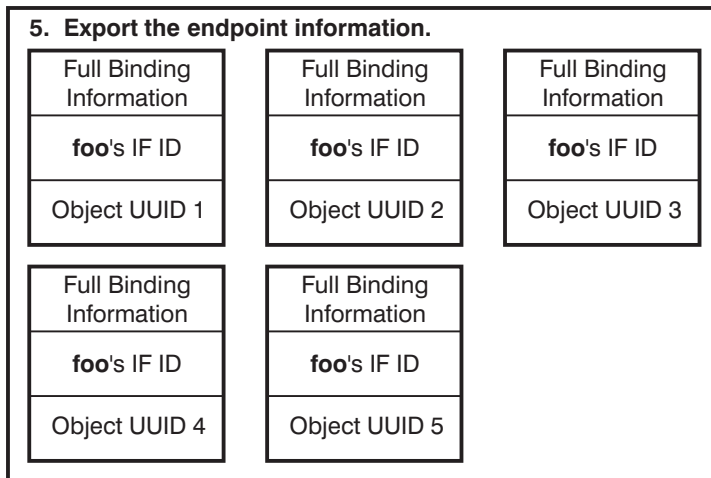 5. Export the endpoint information.
Full Binding
Information
foo's IF ID
Object UUID 1
Full Binding
Information
foo's IF ID
Object UUID 2
Full Binding
Information
foo's IF ID
Object UUID 3
Full Binding
Information
foo's IF ID
Object UUID 4
Full Binding
Information
foo's IF ID
Object UUID 5